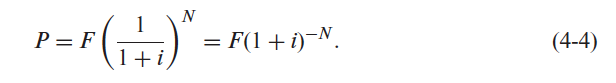 P = F(1/(1 + i))^N = F(1 + i)^−N. (4-4)